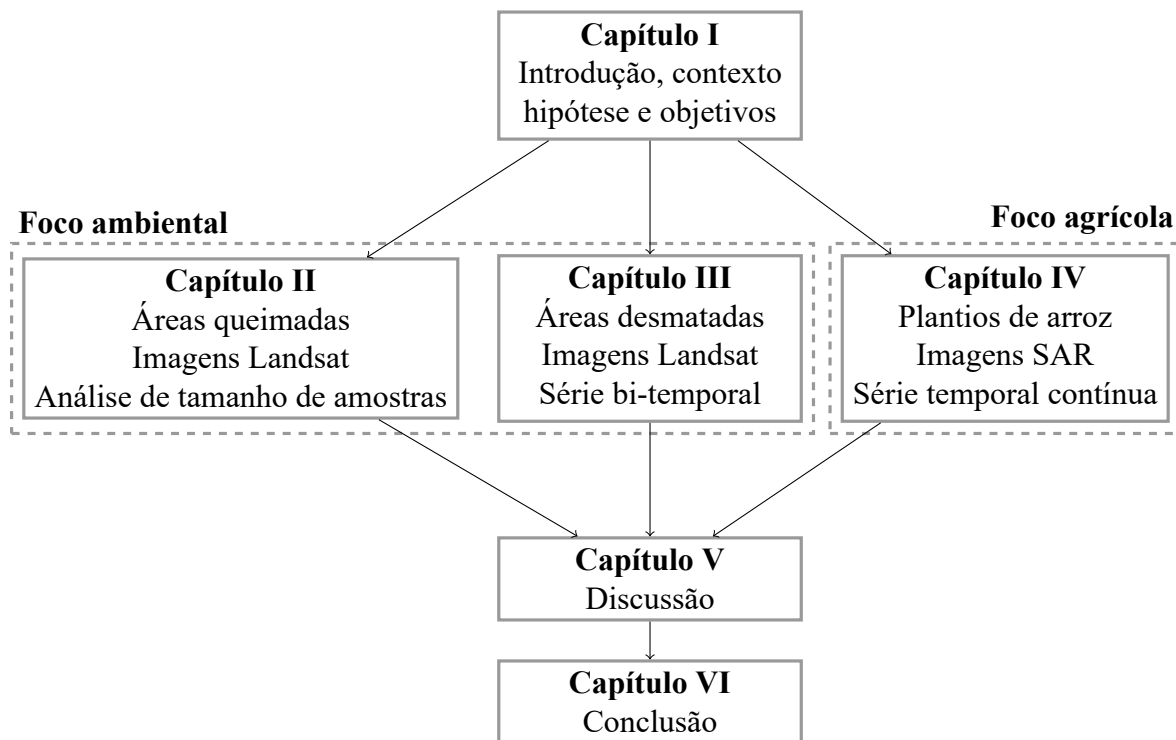 Capítulo I
Introdução, contexto
hipótese e objetivos
Foco ambiental
Foco agrícola
Capítulo II
Áreas queimadas
Imagens Landsat
Análise de tamanho de amostras
Capítulo III
Áreas desmatadas
Imagens Landsat
Série bi-temporal
Capítulo IV
Plantios de arroz
Imagens SAR
Série temporal contínua
Capítulo V
Discussão
Capítulo VI
Conclusão